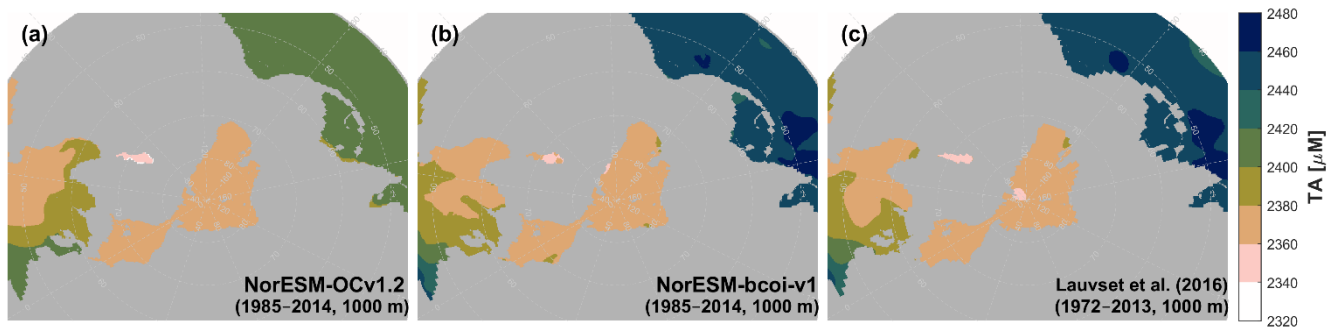 (a)
NorESM-OCv1.2
(1985–2014, 1000 m)
(b)
NorESM-bcoi-v1
(1985–2014, 1000 m)
(c)
Lauvset et al. (2016)
(1972–2013, 1000 m)
2480
2460
2440
2420
2400
2380
2360
2340
2320
TA [μM]